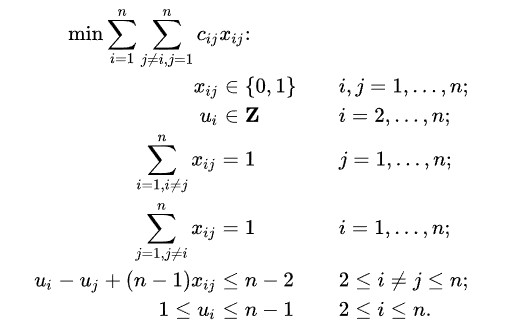 min ∑_{i=1}^{n} ∑_{j≠i,j=1}^{n} c_{ij}x_{ij}:
x_{ij} ∈ {0,1} i,j = 1,…,n;
u_i ∈ 𝐙 i = 2,…,n;
∑_{i=1,i≠j}^{n} x_{ij} = 1 j = 1,…,n;
∑_{j=1,j≠i}^{n} x_{ij} = 1 i = 1,…,n;
u_i − u_j + (n − 1)x_{ij} ≤ n − 2 2 ≤ i ≠ j ≤ n;
1 ≤ u_i ≤ n − 1 2 ≤ i ≤ n.